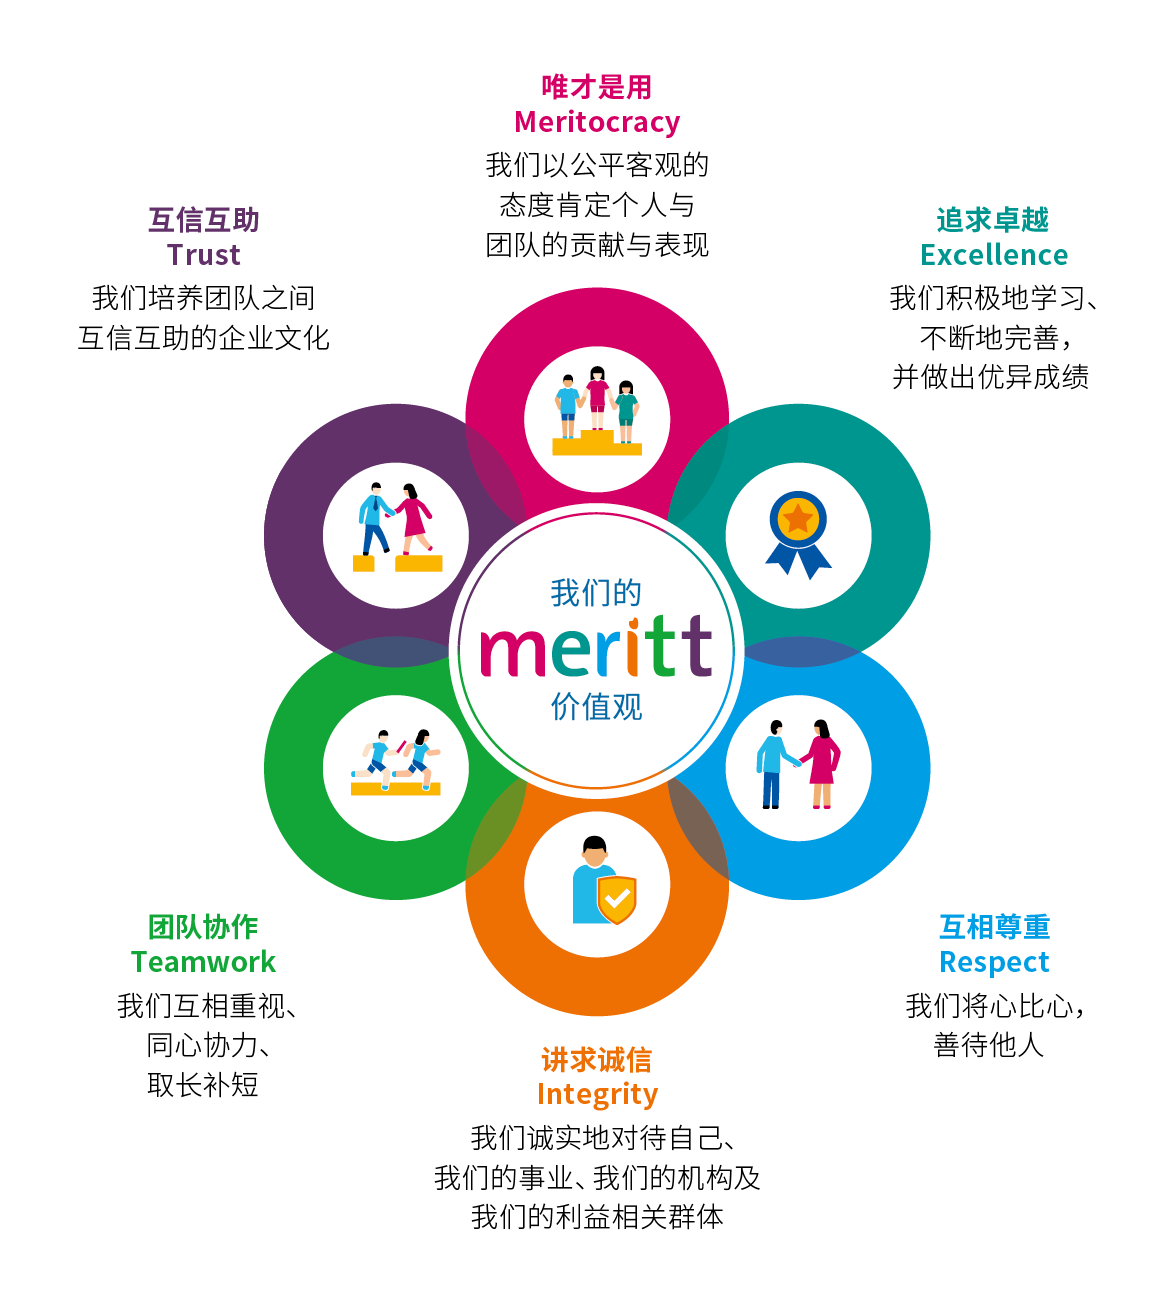 唯才是用
Meritocracy
我们以公平客观的
态度肯定个人与
团队的贡献与表现
追求卓越
Excellence
我们积极地学习、
不断地完善，
并做出优异成绩
互相尊重
Respect
我们将心比心，
善待他人
讲求诚信
Integrity
我们诚实地对待自己、
我们的事业、我们的机构及
我们的利益相关群体
团队协作
Teamwork
我们互相重视、
同心协力、
取长补短
互信互助
Trust
我们培养团队之间
互信互助的企业文化
我们的
meritt
价值观